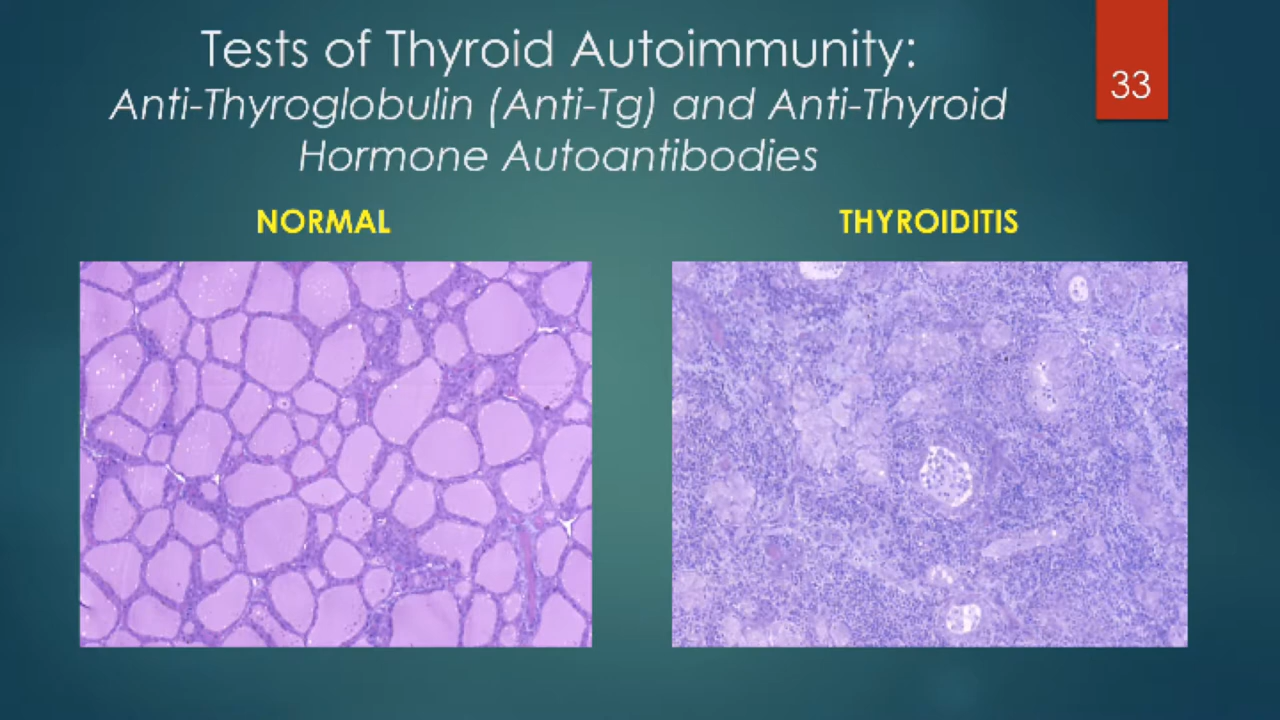 Tests of Thyroid Autoimmunity:
Anti-Thyroglobulin (Anti-Tg) and Anti-Thyroid
Hormone Autoantibodies
33
NORMAL
THYROIDITIS